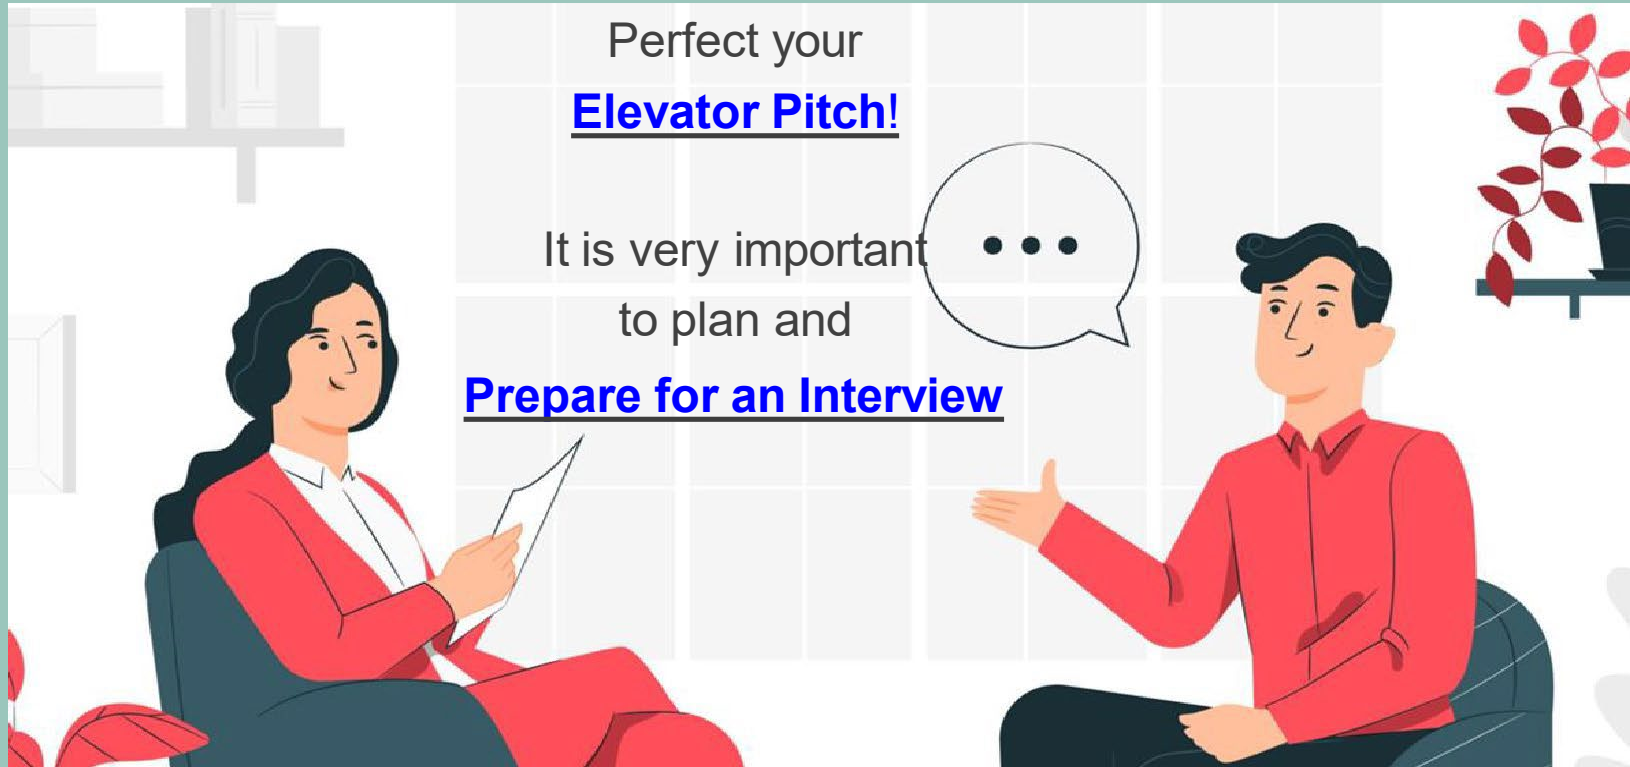 Perfect your
Elevator Pitch!
It is very important
to plan and
Prepare for an Interview